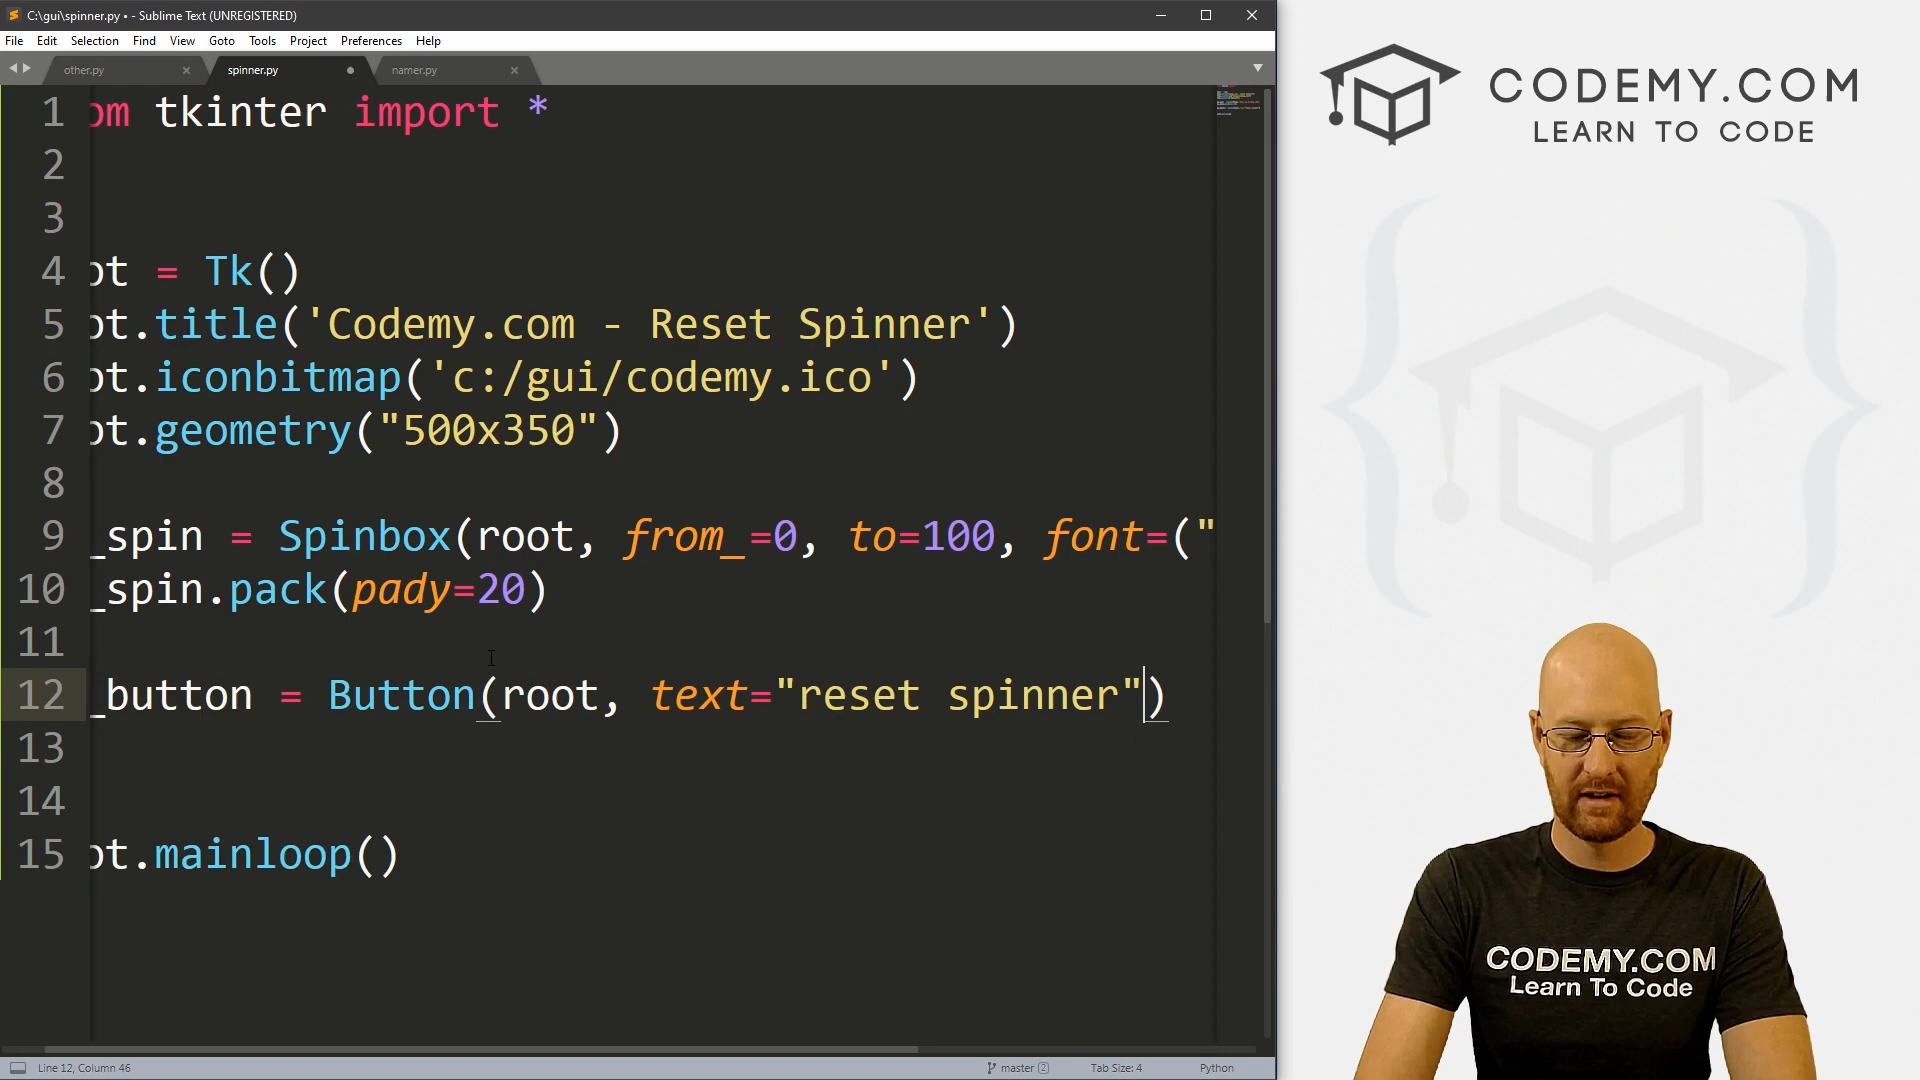 C:\gui\spinner.py • - Sublime Text (UNREGISTERED)
File Edit Selection Find View Goto Tools Project Preferences Help
other.py spinner.py namer.py
1 om tkinter import *
2
3
4 ot = Tk()
5 ot.title('Codemy.com - Reset Spinner')
6 ot.iconbitmap('c:/gui/codemy.ico')
7 ot.geometry("500x350")
8
9 _spin = Spinbox(root, from_=0, to=100, font=("
10 _spin.pack(pady=20)
11
12 _button = Button(root, text="reset spinner")
13
14
15 ot.mainloop()
Line 12, Column 46 master 2 Tab Size: 4 Python
CODEMY.COM
LEARN TO CODE
CODEMY.COM
Learn To Code